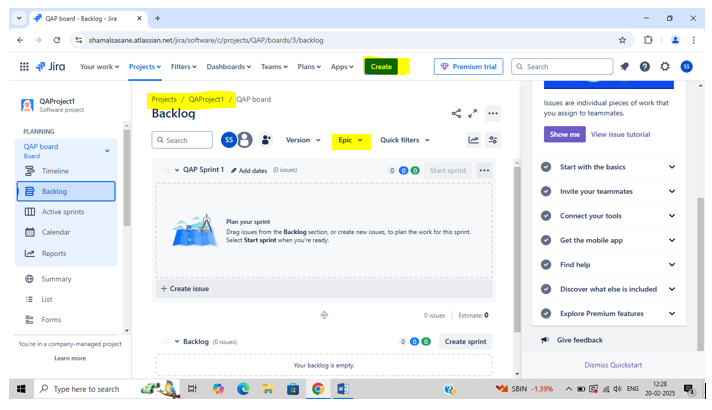 QAP board - Backlog - Jira
shamalsasane.atlassian.net/jira/software/c/projects/QAP/boards/3/backlog
Jira Your work Projects Filters Dashboards Teams Plans Apps Create Premium trial Search SS
QAProject1
Software project
PLANNING
QAP board
Board
Timeline
Backlog
Active sprints
Calendar
Reports
Summary
List
Forms
You're in a company-managed project
Learn more
Projects / QAProject1 / QAP board
Backlog
Search SS Version Epic Quick filters
QAP Sprint 1 Add dates (0 issues) 0 0 0 Start sprint
Plan your sprint
Drag issues from the Backlog section, or create new issues, to plan the work for this sprint.
Select Start sprint when you're ready.
+ Create issue
0 issues Estimate: 0
Backlog (0 issues) 0 0 0 Create sprint
Your backlog is empty.
Issues are individual pieces of work that
you assign to teammates.
Show me View issue tutorial
Start with the basics
Invite your teammates
Connect your tools
Get the mobile app
Find help
Discover what else is included
Explore Premium features
Give feedback
Dismiss Quickstart
Type here to search SBIN -1.39% ENG 12:28
20-02-2025 4